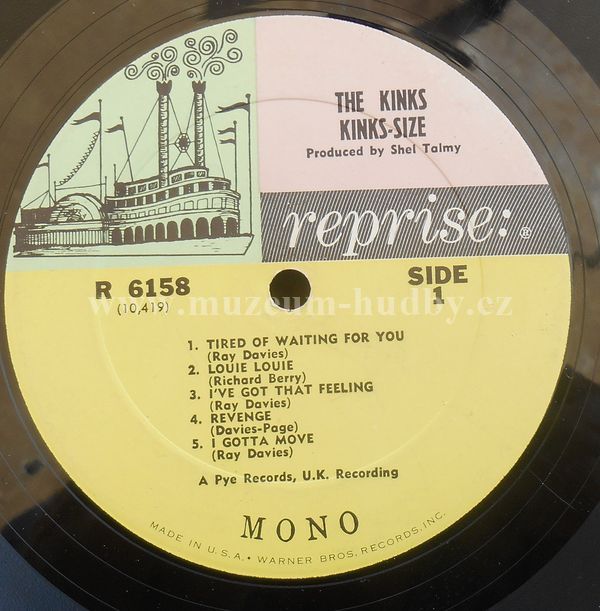 THE KINKS
KINKS-SIZE
Produced by Shel Talmy
reprise: ®
R 6158
(10,419)
SIDE
1
www.muzeum-hudby.cz
1. TIRED OF WAITING FOR YOU
(Ray Davies)
2. LOUIE LOUIE
(Richard Berry)
3. I'VE GOT THAT FEELING
(Ray Davies)
4. REVENGE
(Davies-Page)
5. I GOTTA MOVE
(Ray Davies)
A Pye Records, U.K. Recording
MONO
MADE IN U.S.A. • WARNER BROS. RECORDS, INC.